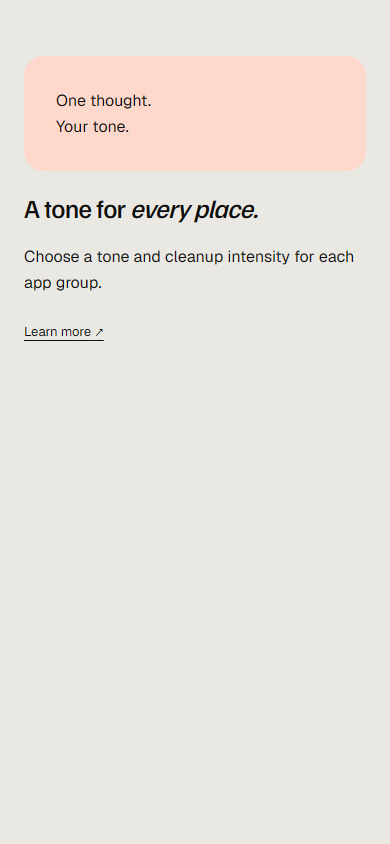 One thought.
Your tone.
A tone for every place.
Choose a tone and cleanup intensity for each
app group.
Learn more ↗